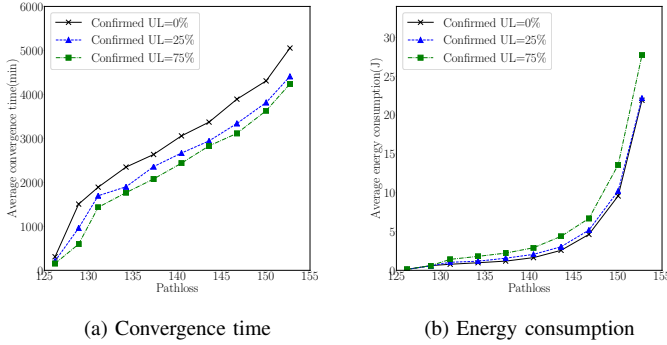 Confirmed UL=0%
Confirmed UL=25%
Confirmed UL=75%
Average convergence time(min)
6000
5000
4000
3000
2000
1000
0
125 130 135 140 145 150 155
Pathloss
(a) Convergence time
Confirmed UL=0%
Confirmed UL=25%
Confirmed UL=75%
Average energy consumption(J)
30
25
20
15
10
5
0
125 130 135 140 145 150 155
Pathloss
(b) Energy consumption